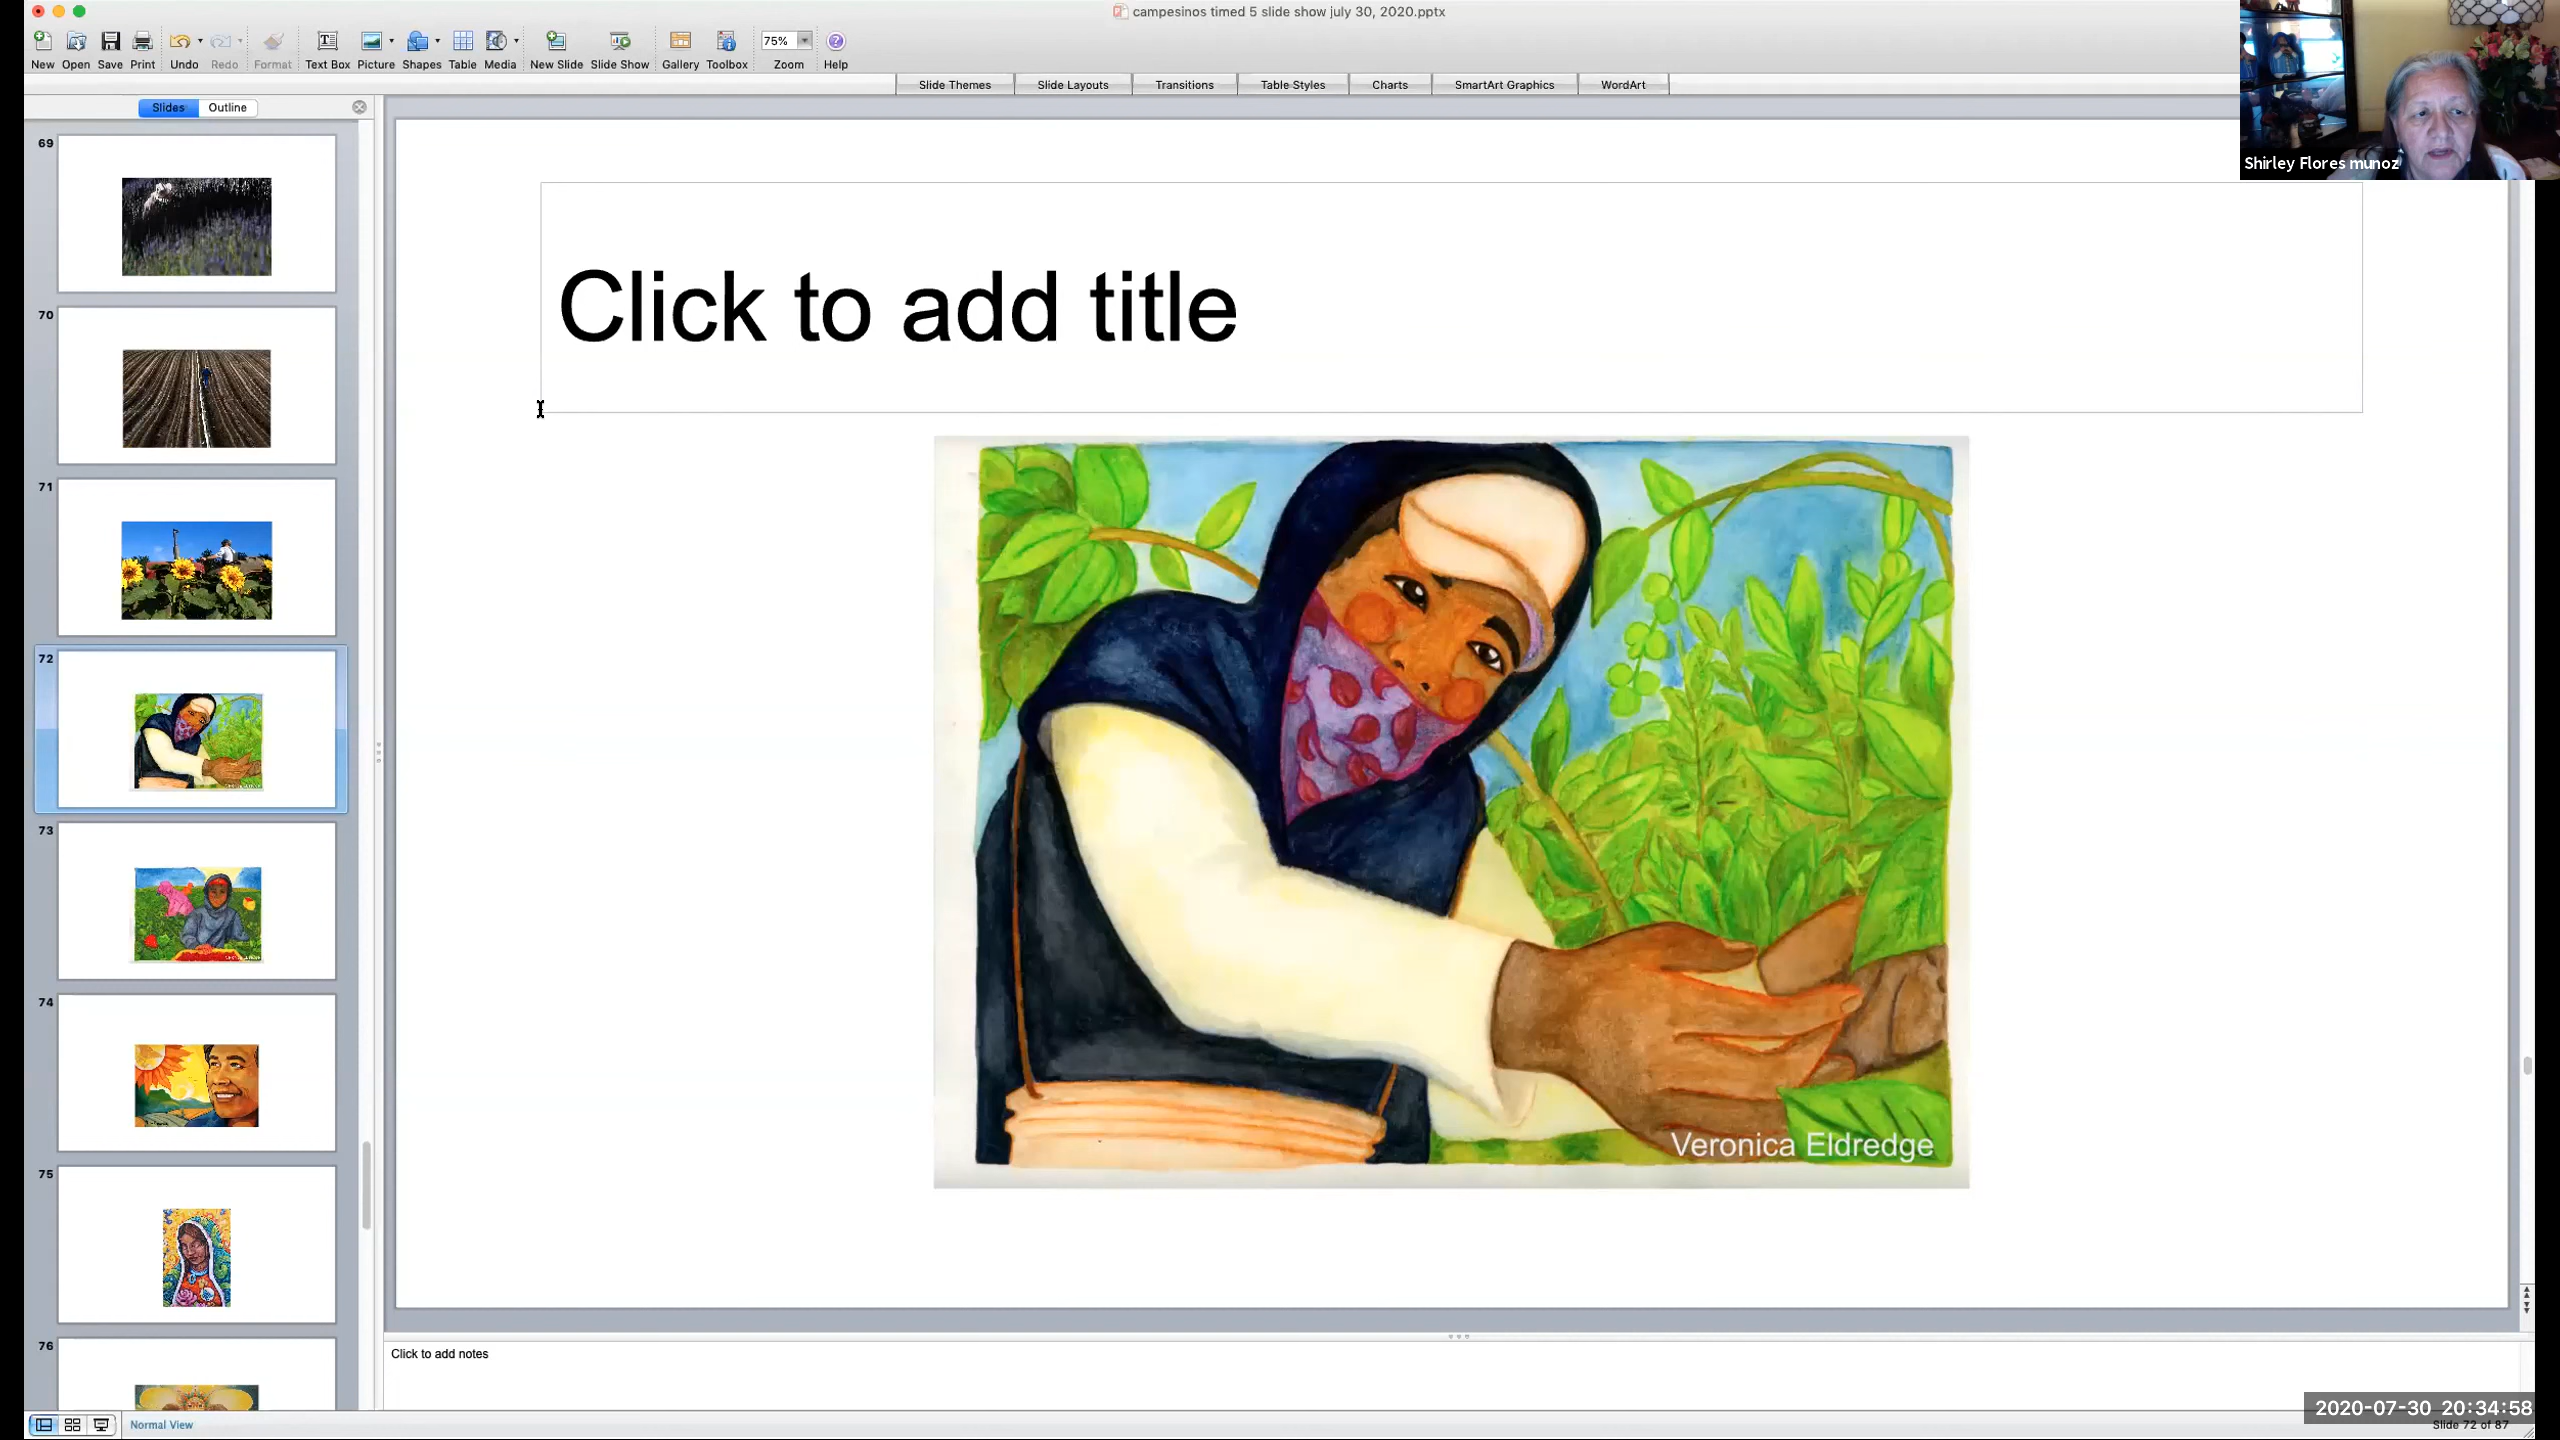 campesinos timed 5 slide show july 30, 2020.pptx
New Open Save Print Undo Redo Format Text Box Picture Shapes Table Media New Slide Slide Show Gallery Toolbox Zoom Help
75%
Slide Themes Slide Layouts Transitions Table Styles Charts SmartArt Graphics WordArt
Slides Outline
Shirley Flores munoz
69
70
71
72
73
74
75
76
Click to add title
Veronica Eldredge
Click to add notes
2020-07-30 20:34:58
Normal View
Slide 72 of 87